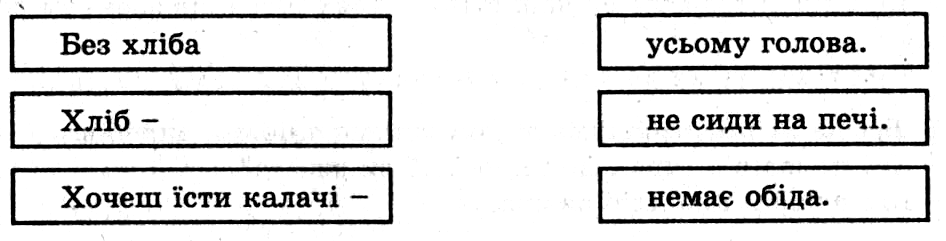 Без хліба
усьому голова.
Хліб –
не сиди на печі.
Хочеш їсти калачі –
немає обіда.